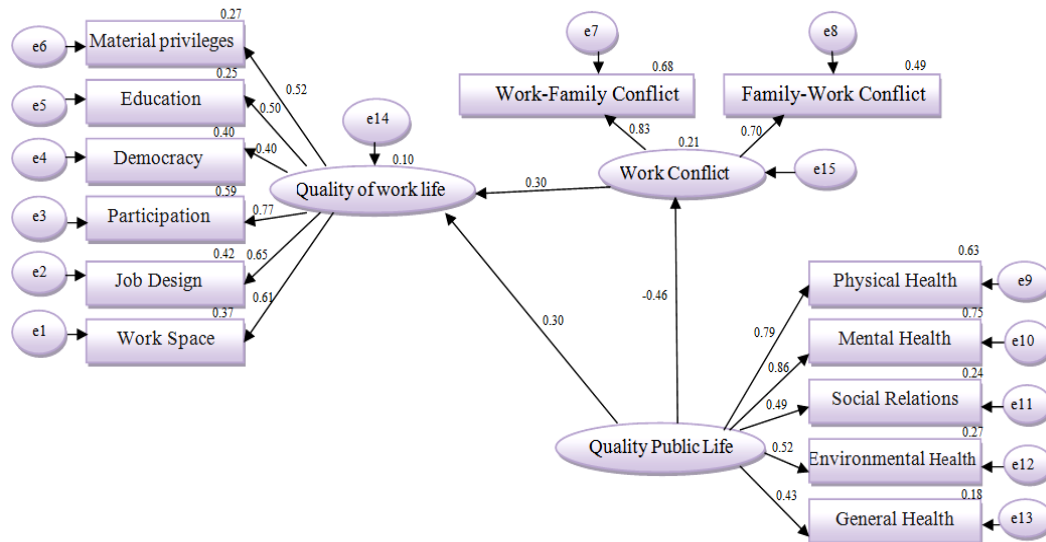 0.27
e6
Material privileges
0.25
0.52
e5
Education
0.50
0.40
e4
Democracy
0.40
0.59
e3
Participation
0.77
0.42
e2
Job Design
0.65
0.37
e1
Work Space
0.61
e14
0.10
Quality of work life
e7
0.68
Work-Family Conflict
e8
0.49
Family-Work Conflict
0.83
0.70
0.21
Work Conflict
e15
0.30
-0.46
0.30
Quality Public Life
0.63
Physical Health
e9
0.79
0.75
Mental Health
e10
0.86
0.24
Social Relations
e11
0.49
0.27
Environmental Health
e12
0.52
0.18
General Health
e13
0.43